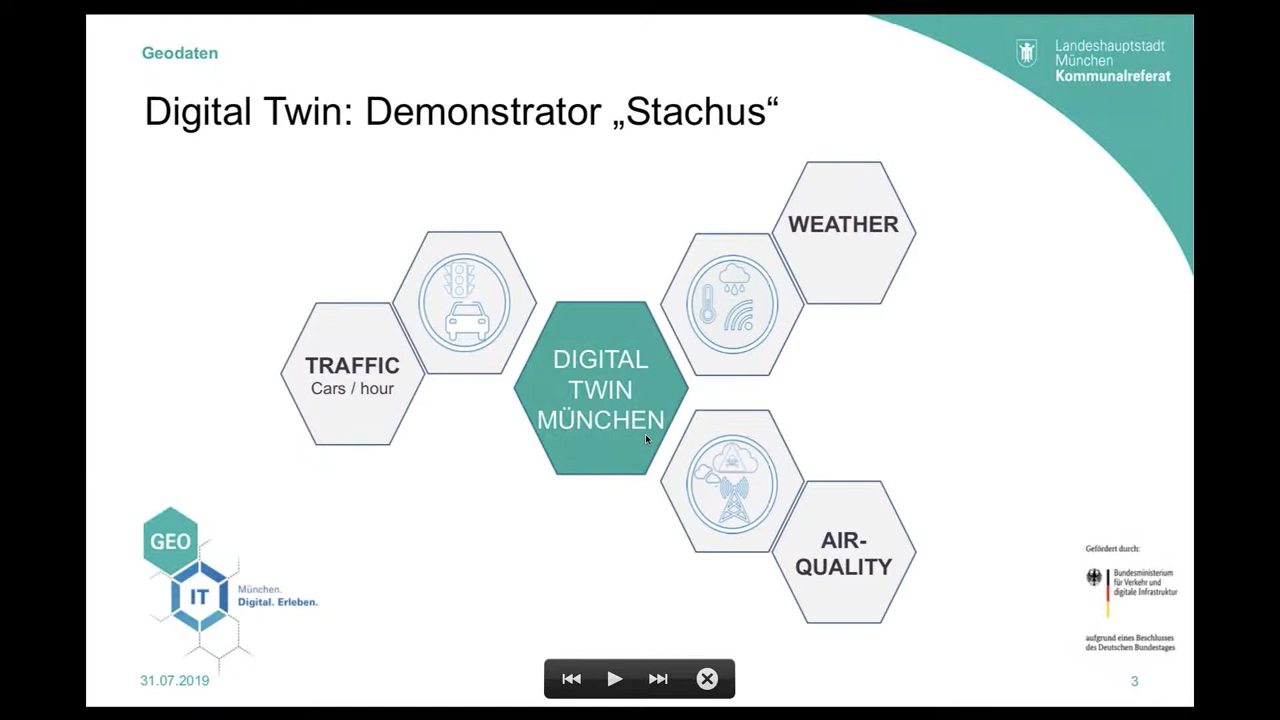 Geodaten
Landeshauptstadt
München
Kommunalreferat
Digital Twin: Demonstrator „Stachus“
WEATHER
TRAFFIC
Cars / hour
DIGITAL
TWIN
MÜNCHEN
AIR-
QUALITY
GEO
IT
München.
Digital. Erleben.
Gefördert durch:
Bundesministerium
für Verkehr und
digitale Infrastruktur
aufgrund eines Beschlusses
des Deutschen Bundestages
31.07.2019
3